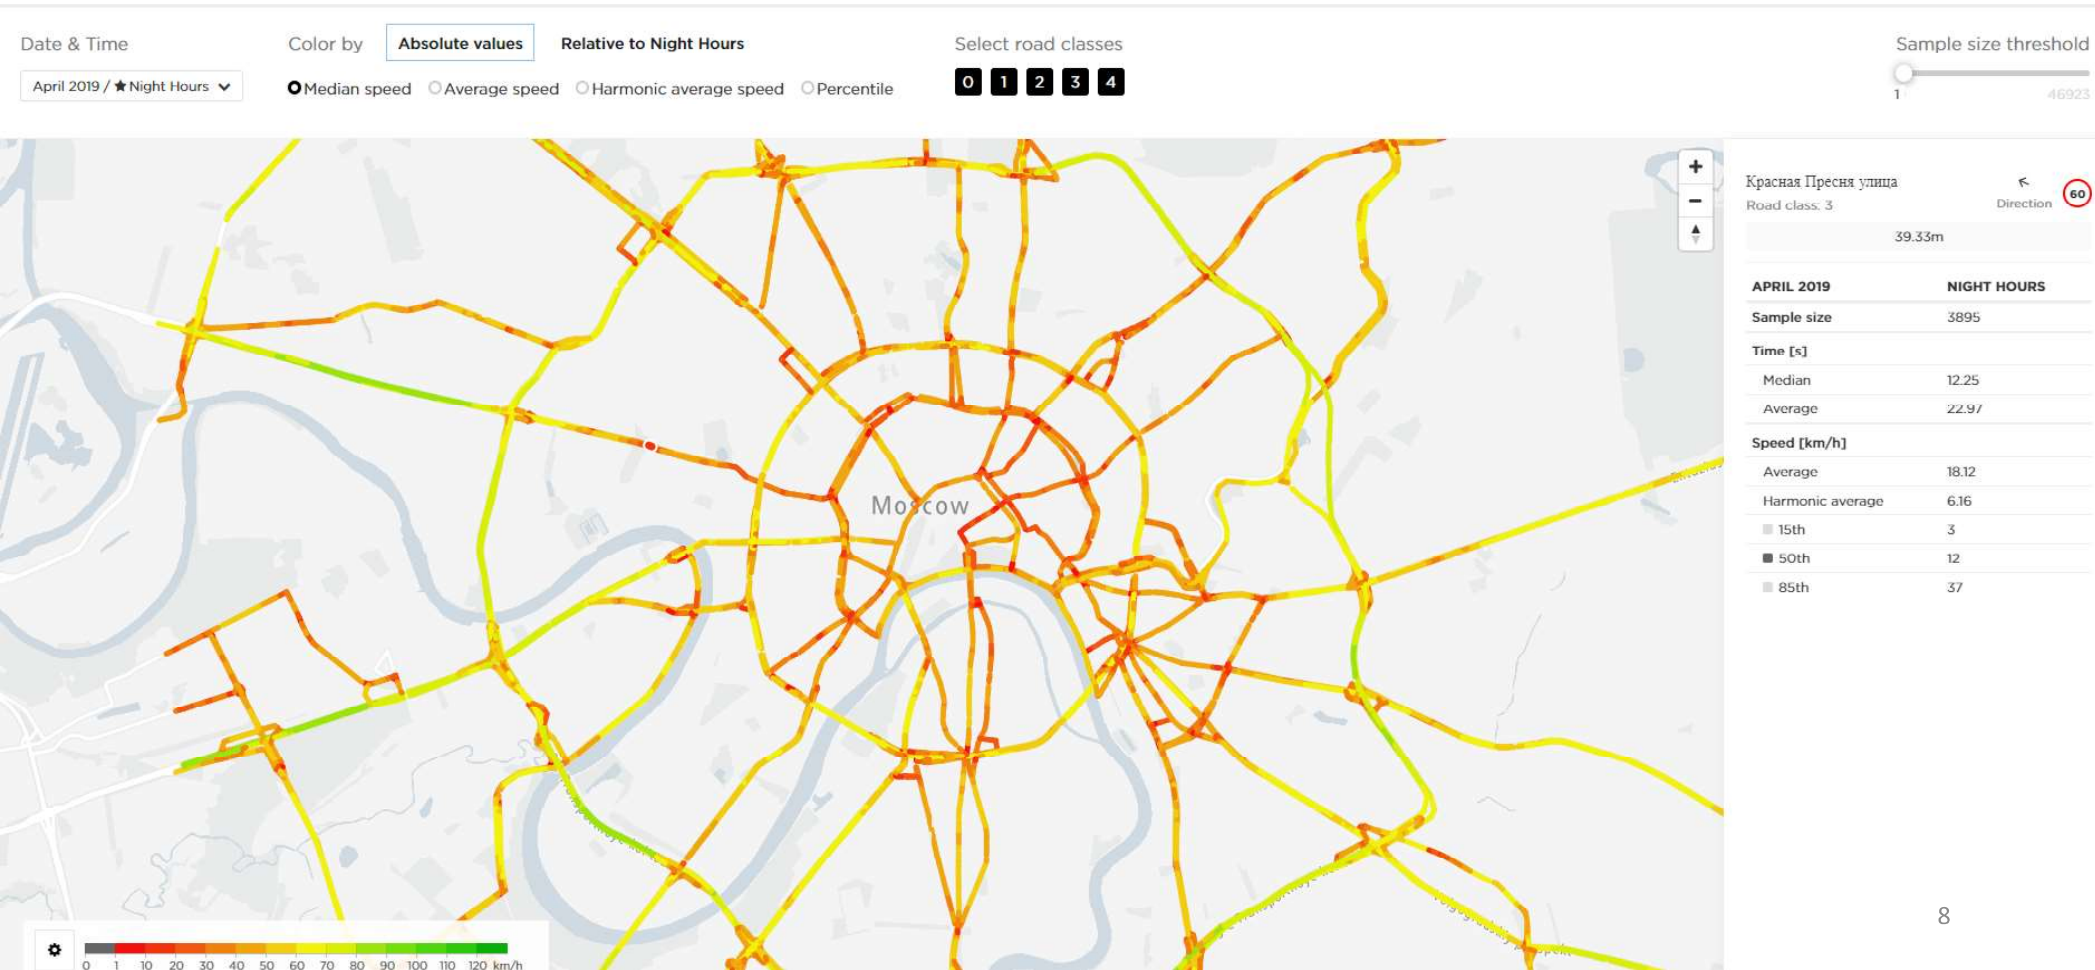 Date & Time
Color by
Absolute values
Relative to Night Hours
Select road classes
Sample size threshold
April 2019 / ★ Night Hours
Median speed
Average speed
Harmonic average speed
Percentile
0 1 2 3 4
1
46923
Красная Пресня улица
Road class: 3
Direction
60
39.33m
APRIL 2019 NIGHT HOURS
Sample size 3895
Time [s]
Median 12.25
Average 22.97
Speed [km/h]
Average 18.12
Harmonic average 6.16
15th 3
50th 12
85th 37
Moscow
8
0 1 10 20 30 40 50 60 70 80 90 100 110 120 km/h